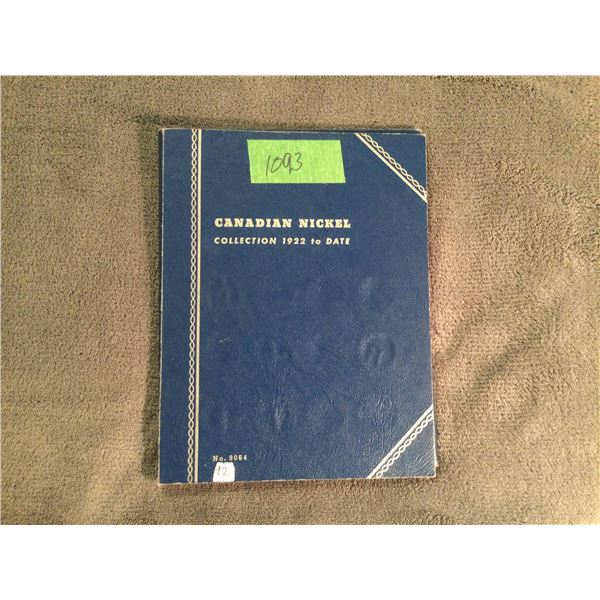 1093
CANADIAN NICKEL
COLLECTION 1922 to DATE
No. 9064
12